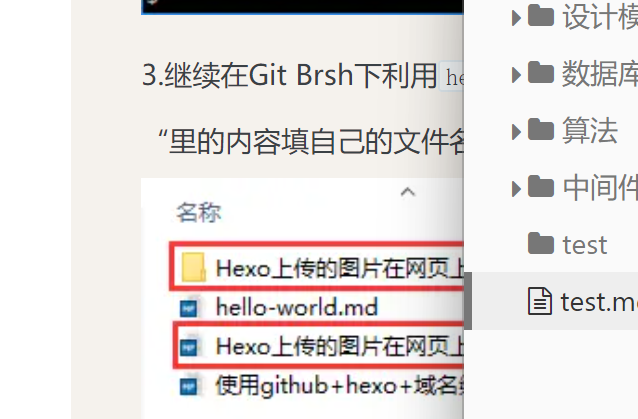 3.继续在Git Brsh下利用he
“里的内容填自己的文件名
名称
Hexo上传的图片在网页上
hello-world.md
Hexo上传的图片在网页上
使用github+hexo+域名
设计模
数据库
算法
中间件
test
test.m